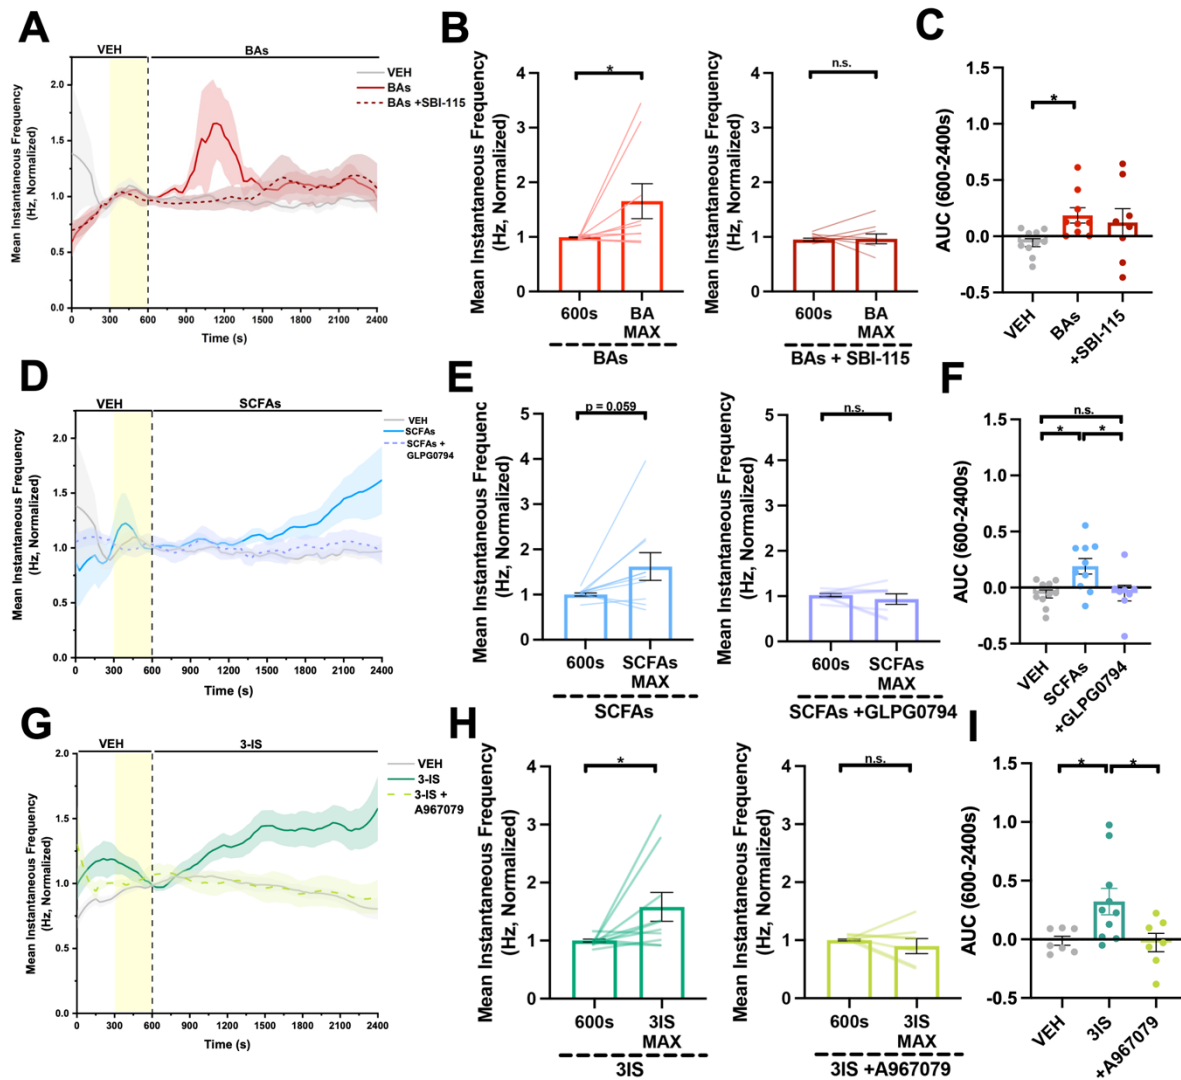 A
VEH
BAs
VEH
BAs
BAs +SBI-115
Mean Instantaneous Frequency
(Hz, Normalized)
2.0
1.5
1.0
0.5
0.0
0 300 600 900 1200 1500 1800 2100 2400
Time (s)
B
Mean Instantaneous Frequency
(Hz, Normalized)
4
3
2
1
0
*
600s
BA
MAX
BAs
Mean Instantaneous Frequency
(Hz, Normalized)
4
3
2
1
0
n.s.
600s
BA
MAX
BAs + SBI-115
C
AUC (600-2400s)
1.5
1.0
0.5
0.0
-0.5
*
VEH
BAs
+SBI-115
D
VEH
SCFAs
VEH
SCFAs
SCFAs +
GLPG0794
Mean Instantaneous Frequency
(Hz, Normalized)
2.0
1.5
1.0
0.5
0.0
0 300 600 900 1200 1500 1800 2100 2400
Time (s)
E
Mean Instantaneous Frequenc
(Hz, Normalized)
5
4
3
2
1
0
p = 0.059
600s
SCFAs
MAX
SCFAs
Mean Instantaneous Frequency
(Hz, Normalized)
5
4
3
2
1
0
n.s.
600s
SCFAs
MAX
SCFAs +GLPG0794
F
AUC (600-2400s)
1.5
1.0
0.5
0.0
-0.5
n.s.
* *
VEH
SCFAs
+GLPG0794
G
VEH
3-IS
VEH
3-IS
3-IS +
A967079
Mean Instantaneous Frequency
(Hz, Normalized)
2.0
1.5
1.0
0.5
0.0
0 300 600 900 1200 1500 1800 2100 2400
Time (s)
H
Mean Instantaneous Frequency
(Hz, Normalized)
4
3
2
1
0
*
600s
3IS
MAX
3IS
Mean Instantaneous Frequency
(Hz, Normalized)
4
3
2
1
0
n.s.
600s
3IS
MAX
3IS +A967079
I
AUC (600-2400s)
1.5
1.0
0.5
0.0
-0.5
* *
VEH
3IS
+A967079